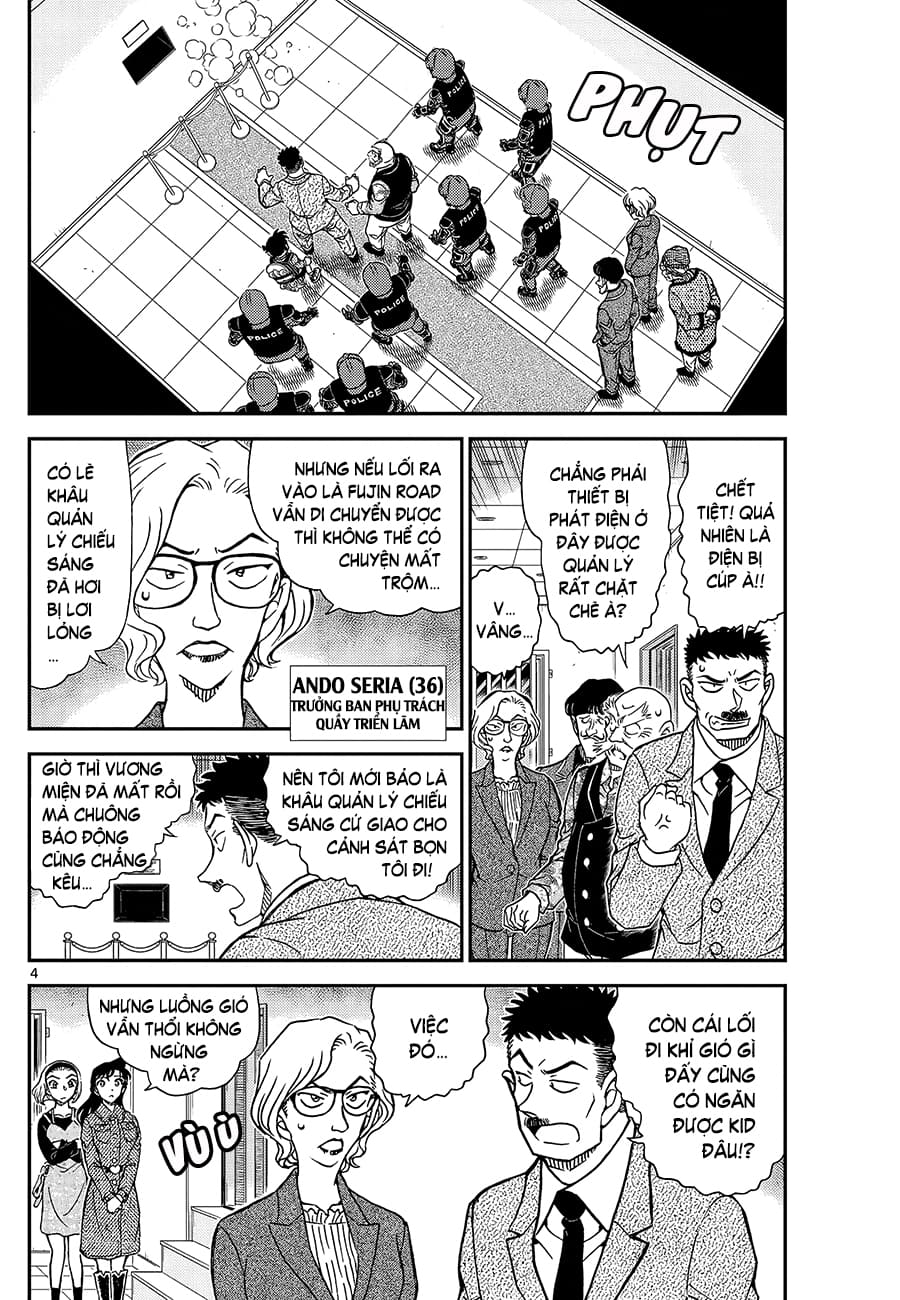 PHỤT
POLICE
POLICE
POLICE
POLICE
POLICE
POLICE
POLICE
CHẾT
TIỆT! QUẢ
NHIÊN LÀ
ĐIỆN BỊ
CÚP À!!
CHẲNG PHẢI
THIẾT BỊ
PHÁT ĐIỆN Ở
ĐÂY ĐƯỢC
QUẢN LÝ
RẤT CHẶT
CHẼ À?
V...
VÂNG...
NHƯNG NẾU LỐI RA
VÀO LÀ FUJIN ROAD
VẪN DI CHUYỂN ĐƯỢC
THÌ KHÔNG THỂ CÓ
CHUYỆN MẤT
TRỘM...
CÓ LẼ
KHÂU
QUẢN
LÝ CHIẾU
SÁNG
ĐÃ HƠI
BỊ LƠI
LỎNG
...
ANDO SERIA (36)
TRƯỞNG BAN PHỤ TRÁCH
QUẦY TRIỂN LÃM
NÊN TÔI MỚI BẢO LÀ
KHÂU QUẢN LÝ CHIẾU
SÁNG CỨ GIAO CHO
CẢNH SÁT BỌN
TÔI ĐI!
GIỜ THÌ VƯƠNG
MIỆN ĐÃ MẤT RỒI
MÀ CHUÔNG
BÁO ĐỘNG
CŨNG CHẲNG
KÊU...
4
CÒN CÁI LỐI
ĐI KHỈ GIÓ GÌ
ĐẤY CŨNG
CÓ NGĂN
ĐƯỢC KID
ĐÂU!?
VIỆC
ĐÓ...
NHƯNG LUỒNG GIÓ
VẪN THỔI KHÔNG
NGỪNG
MÀ?
VÙ Ù